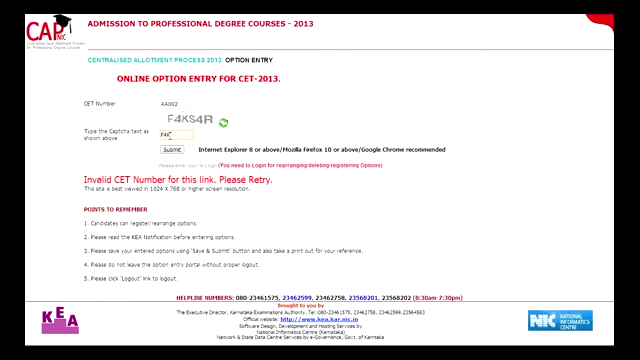 CAP
NIC
ADMISSION TO PROFESSIONAL DEGREE COURSES - 2013
CENTRALISED ALLOTMENT PROCESS 2013: OPTION ENTRY
ONLINE OPTION ENTRY FOR CET-2013.
CET Number AA002
F4KS4R
Type the Captcha text as shown above F4K
Submit Internet Explorer 8 or above/Mozilla Firefox 10 or above/Google Chrome recommended
(You need to Login for rearranging/deleting registering Options)
Invalid CET Number for this link. Please Retry.
This site is best viewed in 1024 X 768 or higher screen resolution.
POINTS TO REMEMBER
1. Candidates can register/rearrange options.
2. Please read the KEA Notification before entering options.
3. Please save your entered options using "Save & Submit" button and also take a print out for your reference.
4. Please do not leave the option entry portal without proper logout.
5. Please click "Logout" link to logout.
HELPLINE NUMBERS: 080-23461575, 23462599, 23462758, 23568201, 23568202 (8:30am-7:30pm)
Brought to you by
The Executive Director, Karnataka Examinations Authority, Tel :080-23461575, 23462758, 23462599,23564583
Official website: http://www.kea.kar.nic.in
Software Design, Development and Hosting Services by
National Informatics Centre (Karnataka)
Network & State Data Centre Services by e-Governance, Govt. of Karnataka
KEA
NIC NATIONAL INFORMATICS CENTRE